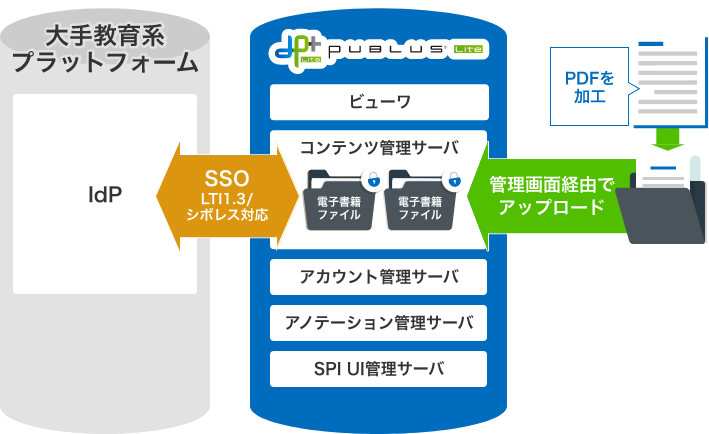 大手教育系
プラットフォーム
IdP
SSO
LTI1.3/
シボレス対応
dP+
Lite
PUBLUS® Lite
ビューワ
コンテンツ管理サーバ
電子書籍
ファイル
電子書籍
ファイル
アカウント管理サーバ
アノテーション管理サーバ
SPI UI管理サーバ
PDFを
加工
管理画面経由で
アップロード